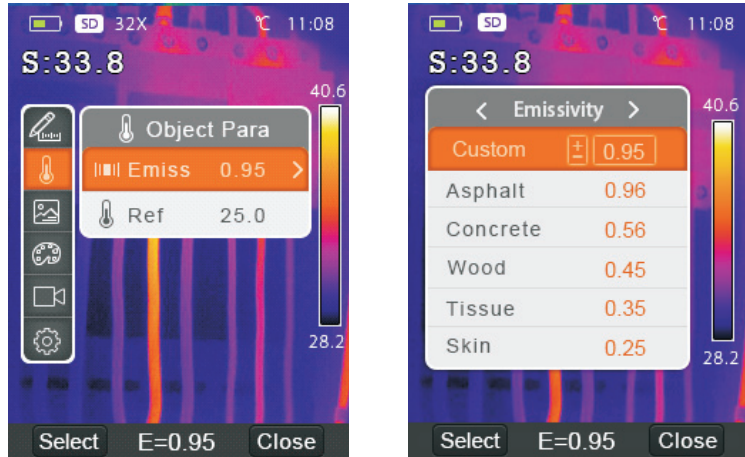 SD 32X ℃ 11:08
S:33.8
40.6
Object Para
Emiss 0.95 >
Ref 25.0
28.2
Select E=0.95 Close
SD ℃ 11:08
S:33.8
< Emissivity > 40.6
Custom ± 0.95
Asphalt 0.96
Concrete 0.56
Wood 0.45
Tissue 0.35
Skin 0.25
28.2
Select E=0.95 Close